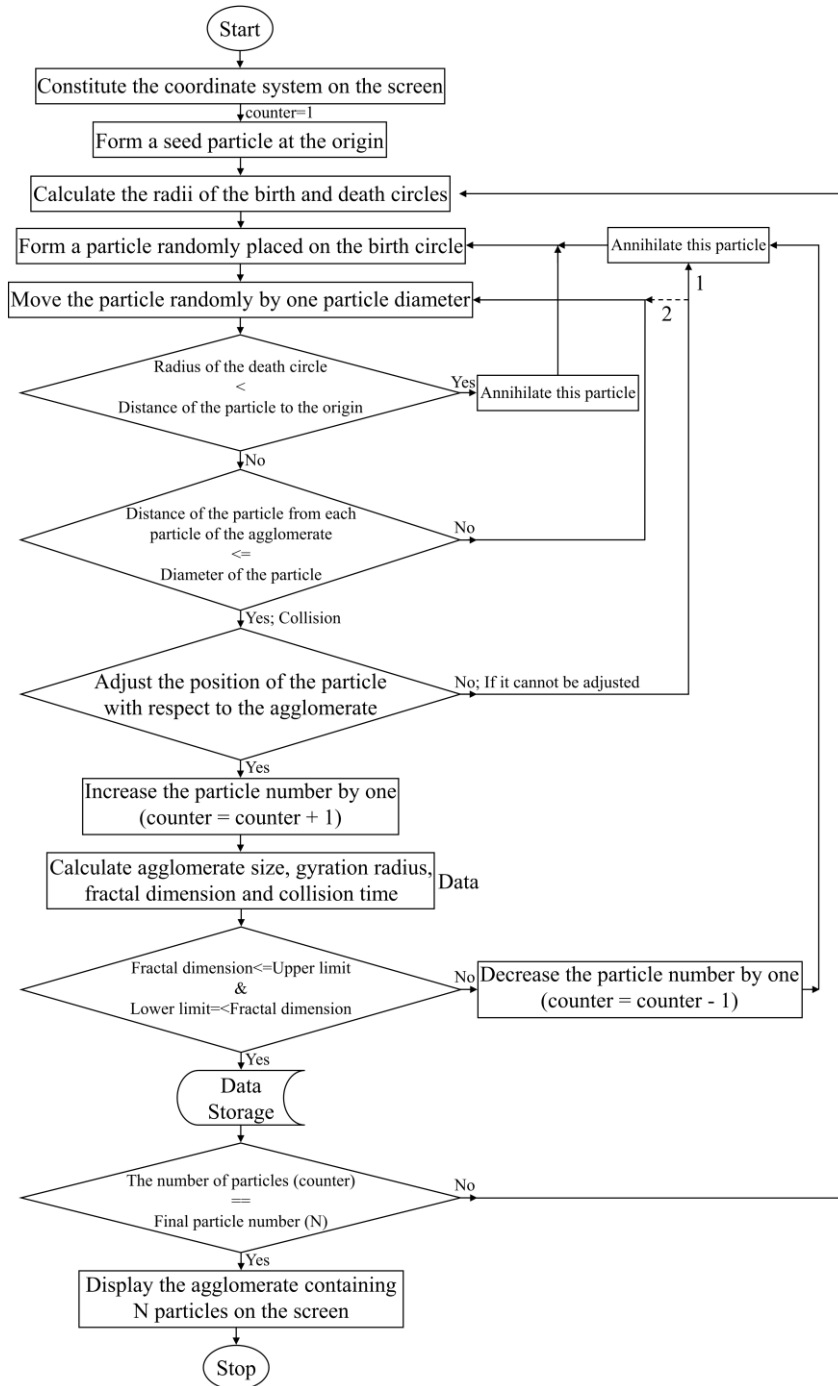 Start
Constitute the coordinate system on the screen
counter=1
Form a seed particle at the origin
Calculate the radii of the birth and death circles
Form a particle randomly placed on the birth circle
Annihilate this particle
1
Move the particle randomly by one particle diameter
2
Radius of the death circle
<
Distance of the particle to the origin
Yes
Annihilate this particle
No
Distance of the particle from each
particle of the agglomerate
<=
Diameter of the particle
No
Yes; Collision
Adjust the position of the particle
with respect to the agglomerate
No; If it cannot be adjusted
Yes
Increase the particle number by one
(counter = counter + 1)
Calculate agglomerate size, gyration radius,
fractal dimension and collision time
Data
Fractal dimension<=Upper limit
&
Lower limit=<Fractal dimension
No
Decrease the particle number by one
(counter = counter - 1)
Yes
Data
Storage
The number of particles (counter)
==
Final particle number (N)
No
Yes
Display the agglomerate containing
N particles on the screen
Stop